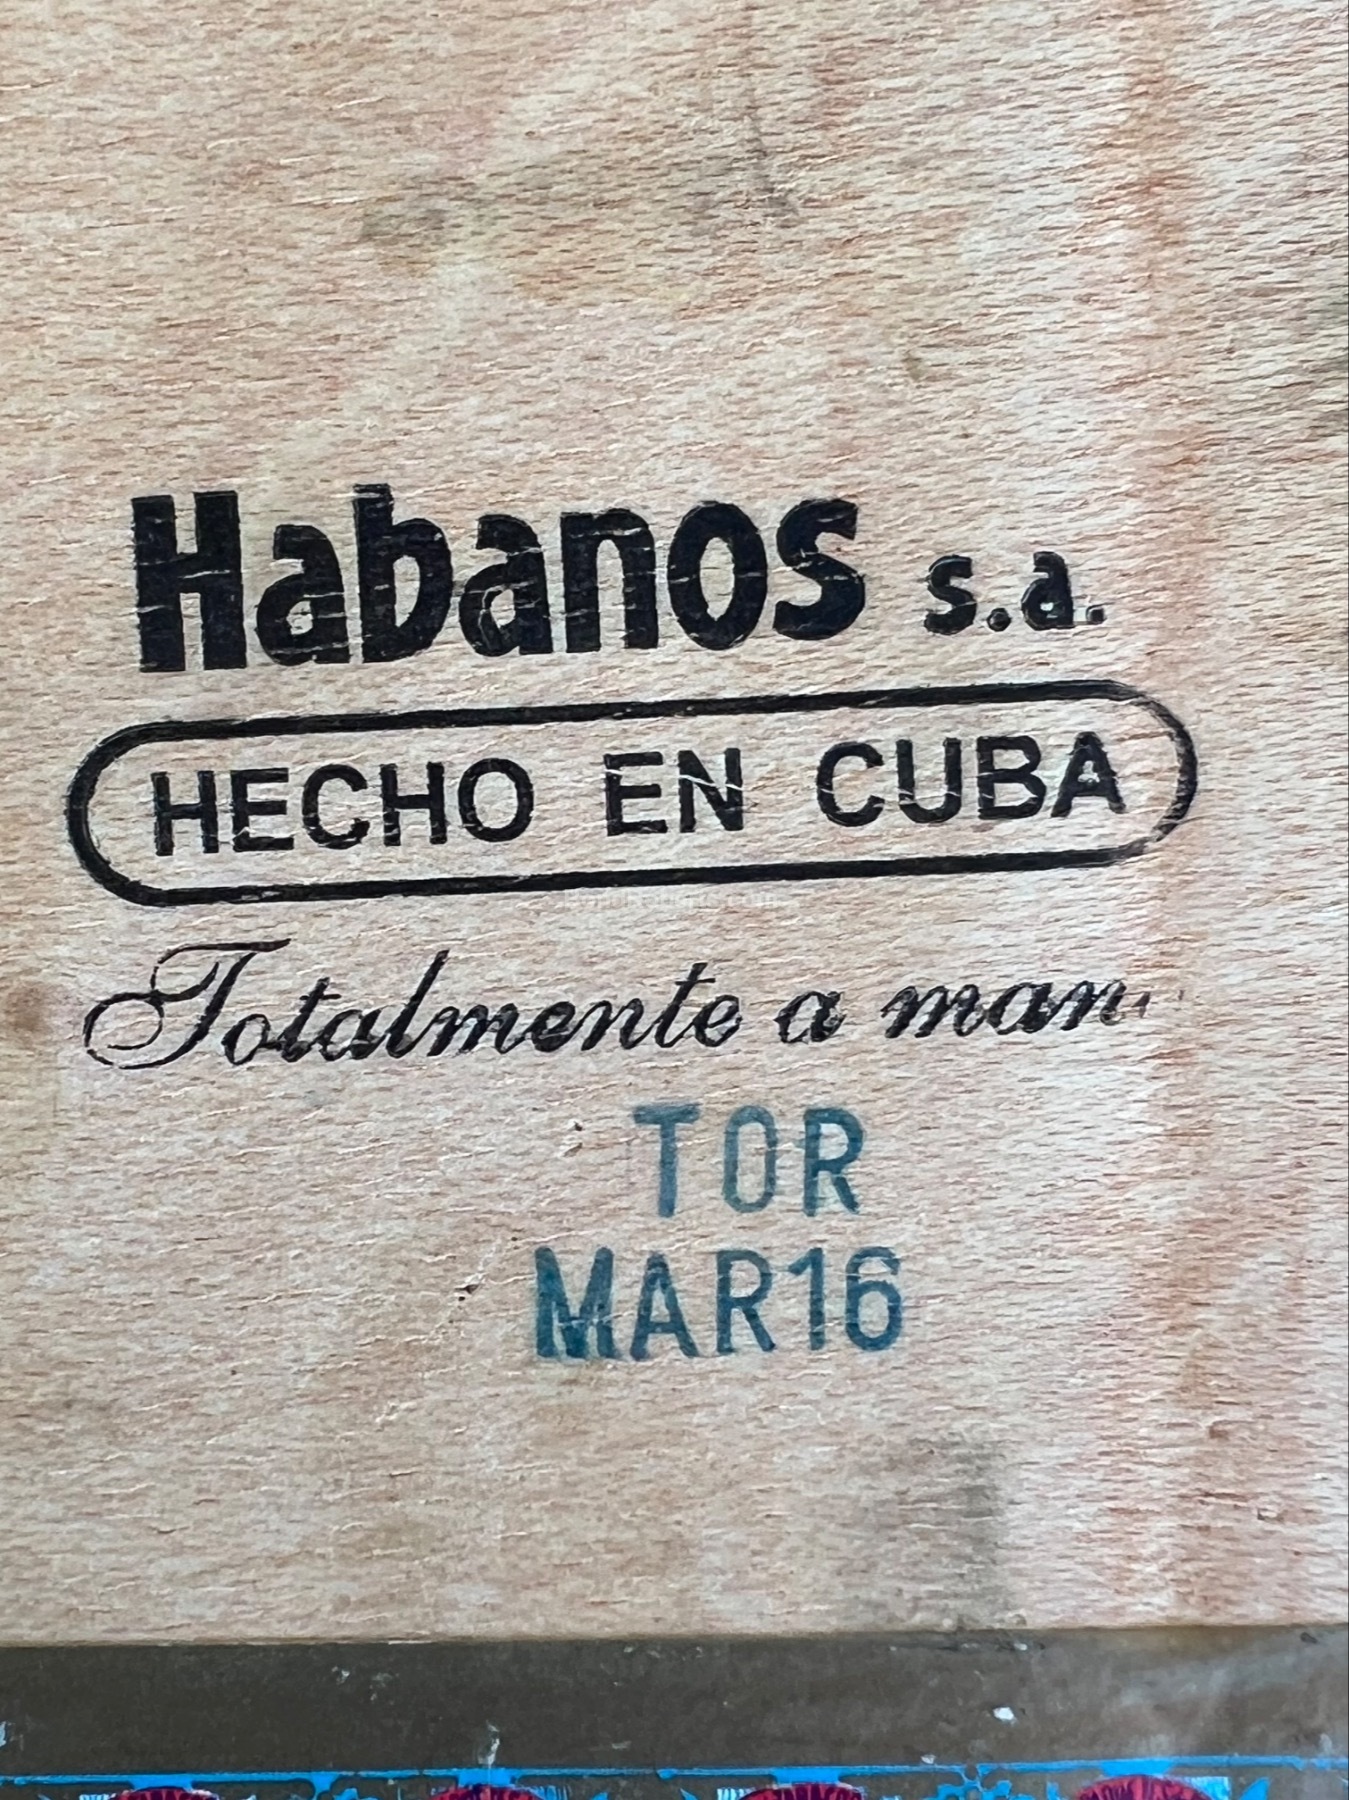 Habanos s.a.
HECHO EN CUBA
Totalmente a man
TOR
MAR16